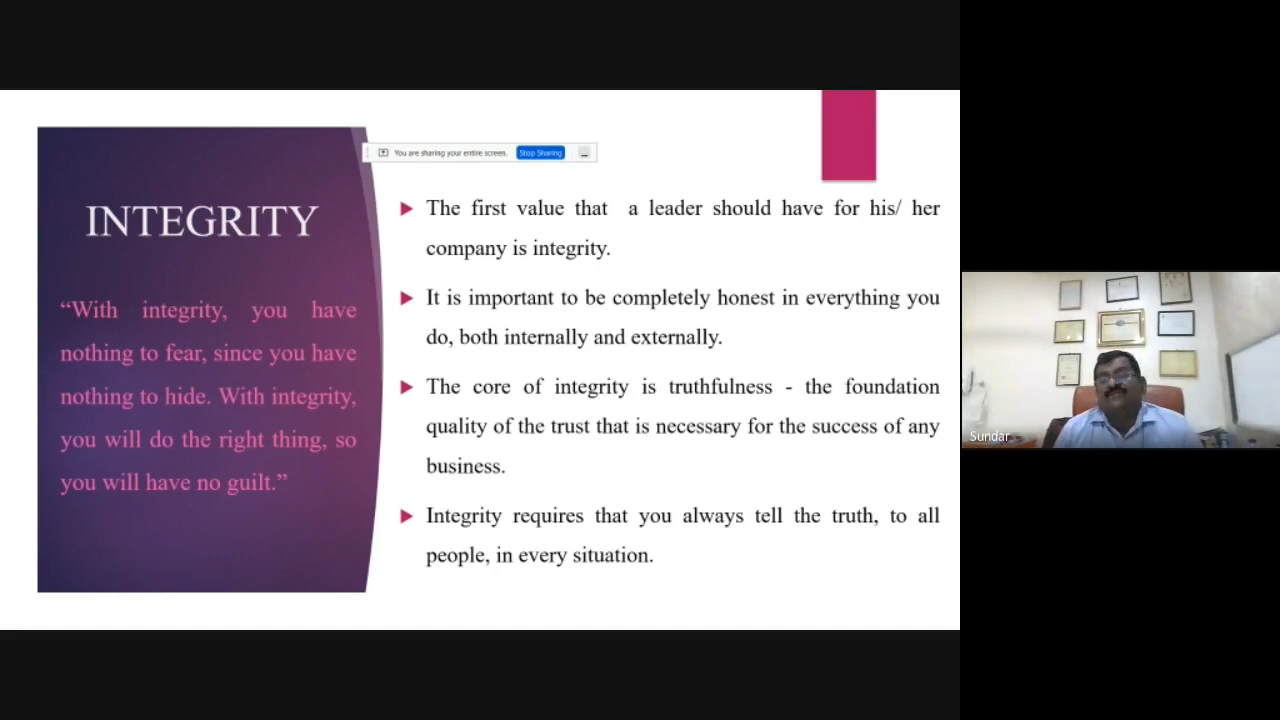 You are sharing your entire screen. Stop Sharing
INTEGRITY
“With integrity, you have
nothing to fear, since you have
nothing to hide. With integrity,
you will do the right thing, so
you will have no guilt.”
The first value that a leader should have for his/ her
company is integrity.
It is important to be completely honest in everything you
do, both internally and externally.
The core of integrity is truthfulness - the foundation
quality of the trust that is necessary for the success of any
business.
Integrity requires that you always tell the truth, to all
people, in every situation.
Sundar